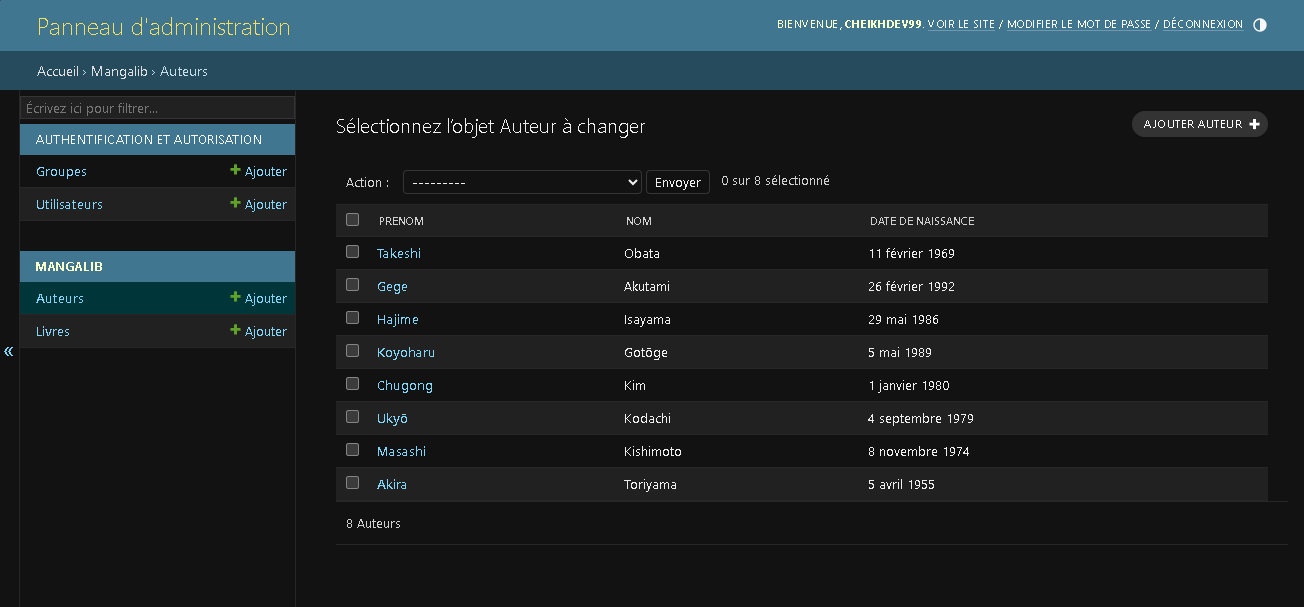 Panneau d'administration
BIENVENUE, CHEIKHDEV99. VOIR LE SITE / MODIFIER LE MOT DE PASSE / DÉCONNEXION
Accueil › Mangalib › Auteurs
Écrivez ici pour filtrer...
AUTHENTIFICATION ET AUTORISATION
Groupes + Ajouter
Utilisateurs + Ajouter
MANGALIB
Auteurs + Ajouter
Livres + Ajouter
«
Sélectionnez l'objet Auteur à changer
AJOUTER AUTEUR +
Action : --------- Envoyer 0 sur 8 sélectionné
PRENOM NOM DATE DE NAISSANCE
Takeshi Obata 11 février 1969
Gege Akutami 26 février 1992
Hajime Isayama 29 mai 1986
Koyoharu Gotōge 5 mai 1989
Chugong Kim 1 janvier 1980
Ukyō Kodachi 4 septembre 1979
Masashi Kishimoto 8 novembre 1974
Akira Toriyama 5 avril 1955
8 Auteurs